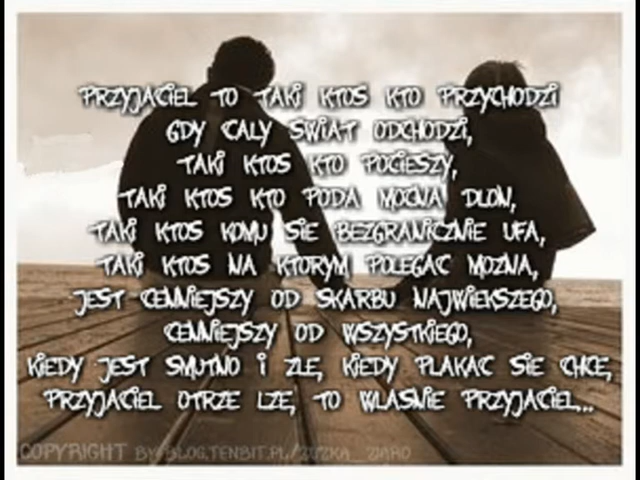 PRZYJACIEL TO TAKI KTOS KTO PRZYCHODZI
GDY CALY SWIAT ODCHODZI,
TAKI KTOS KTO POCIESZY,
TAKI KTOS KTO PODA MOCNA DLON,
TAKI KTOS KOMU SIE BEZGRANICZNIE UFA,
TAKI KTOS NA KTORYM POLEGAC MOZNA,
JEST CENNIEJSZY OD SKARBU NAJWIEKSZEGO,
CENNIEJSZY OD WSZYSTKIEGO,
KIEDY JEST SMUTNO I ZLE, KIEDY PLAKAC SIE CHCE,
PRZYJACIEL OTRZE LZE, TO WLASNIE PRZYJACIEL...
COPYRIGHT BY BLOG.TENBIT.PL/ZUZKA_ZIARO